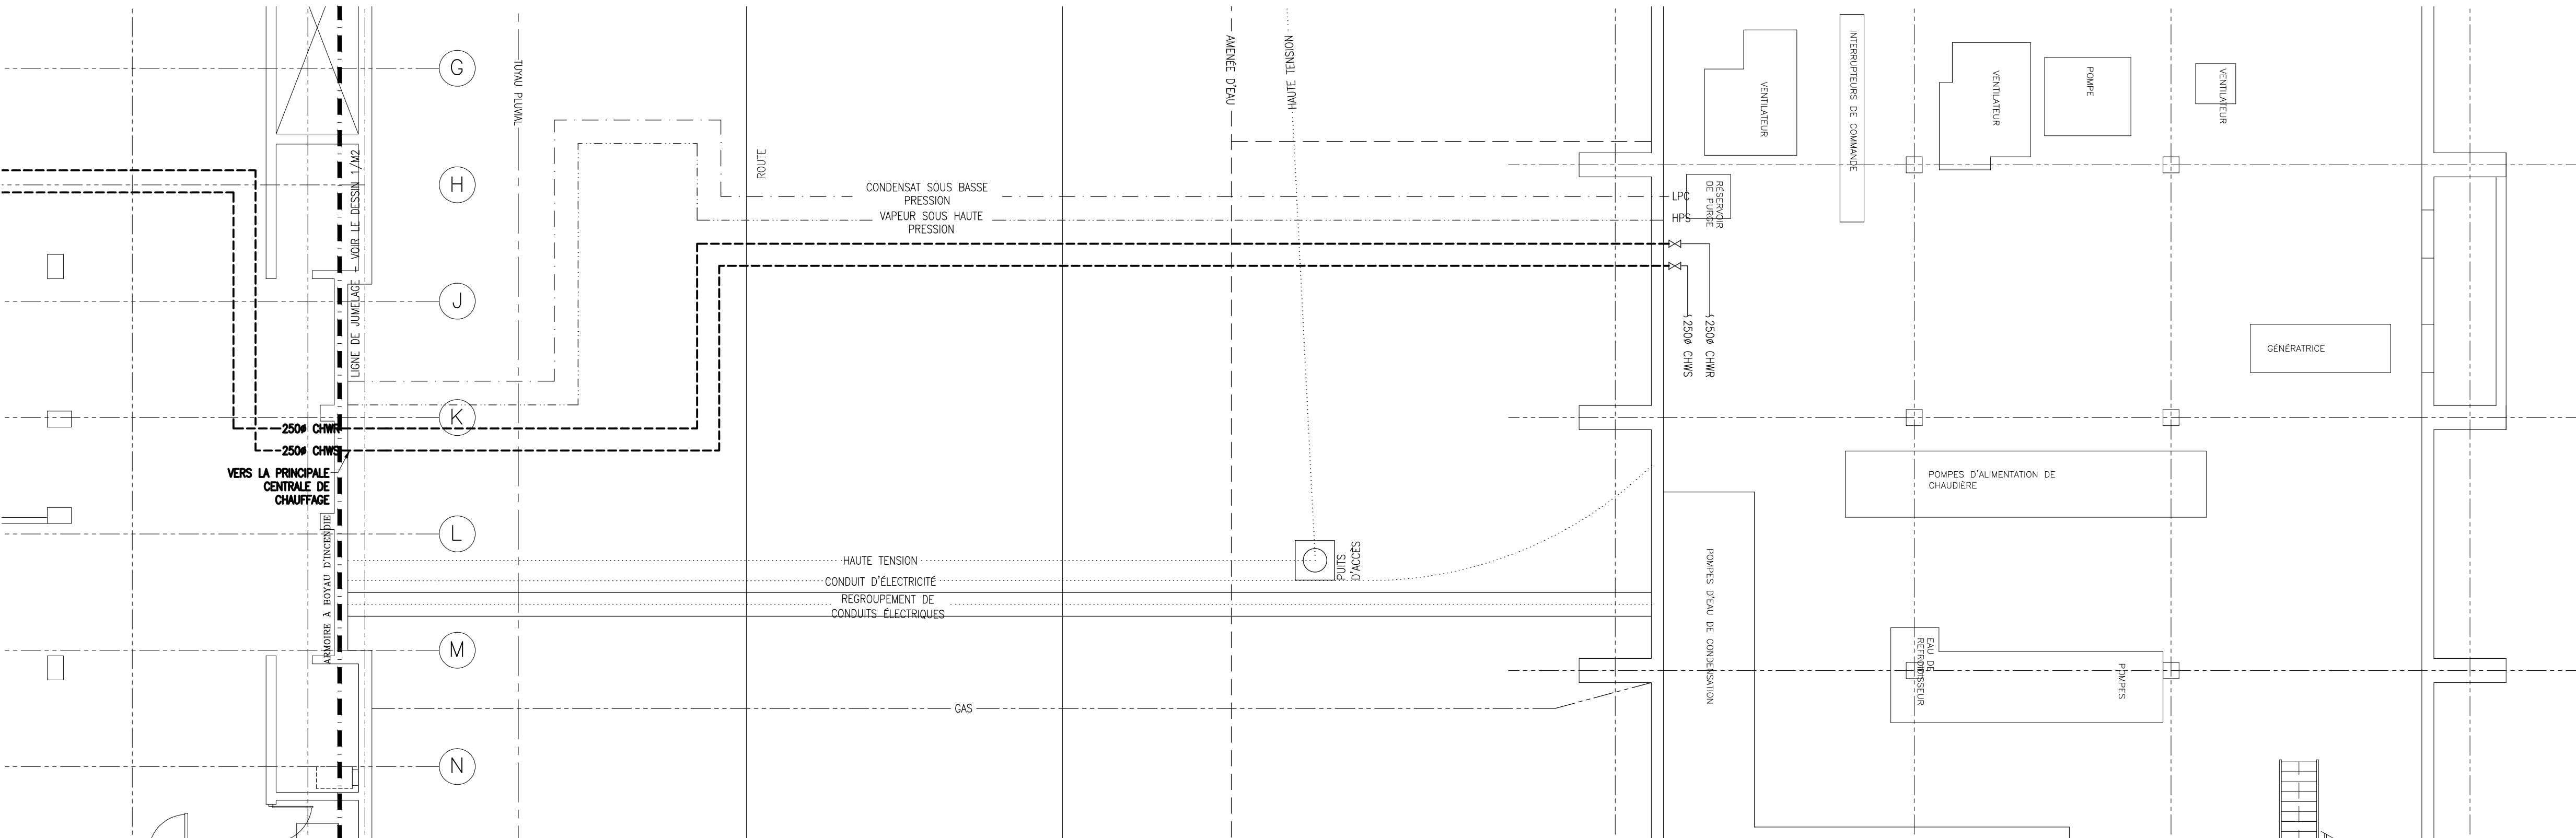 G
H
J
K
L
M
N
TUYAU PLUVIAL
LIGNE DE JUMELAGE – VOIR LE DESSIN 1/M2
ROUTE
CONDENSAT SOUS BASSE
PRESSION
VAPEUR SOUS HAUTE
PRESSION
AMENÉE D'EAU
HAUTE TENSION
LPC
HPS
RÉSERVOIR
DE PURGE
VENTILATEUR
INTERRUPTEURS DE COMMANDE
VENTILATEUR
POMPE
VENTILATEUR
250ø CHWS
250ø CHWR
GÉNÉRATRICE
250ø CHWR
250ø CHWS
VERS LA PRINCIPALE
CENTRALE DE
CHAUFFAGE
ARMOIRE À BOYAU D'INCENDIE
HAUTE TENSION
CONDUIT D'ÉLECTRICITÉ
REGROUPEMENT DE
CONDUITS ÉLECTRIQUES
PUITS
D'ACCÈS
GAS
POMPES D'ALIMENTATION DE
CHAUDIÈRE
POMPES D'EAU DE CONDENSATION
EAU DE
REFROIDISSEUR
POMPES